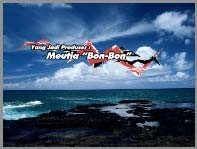 Yang Jadi Produser :
Moutja "Bon-Bon"